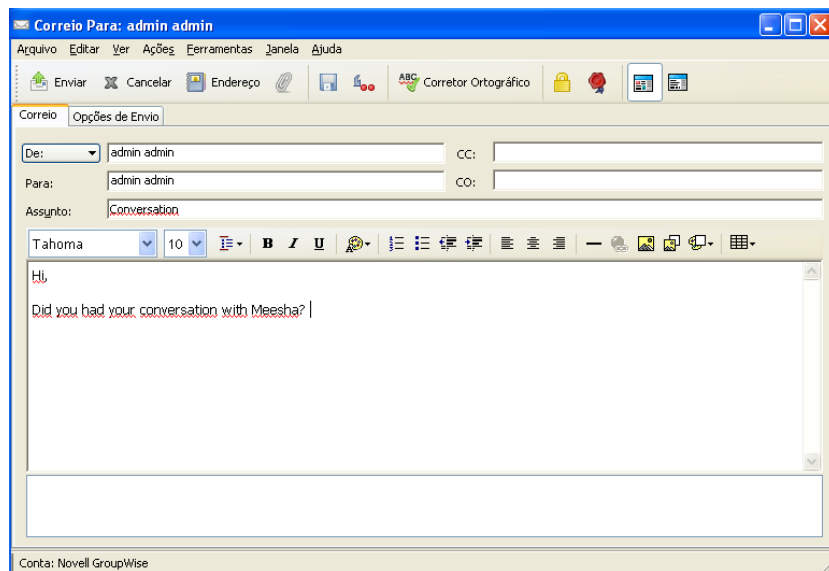 Correio Para: admin admin
Arquivo Editar Ver Ações Ferramentas Janela Ajuda
Enviar Cancelar Endereço ABC Corretor Ortográfico
Correio Opções de Envio
De: admin admin CC:
Para: admin admin CO:
Assunto: Conversation
Tahoma 10 B I U
Hi,
Did you had your conversation with Meesha?
Conta: Novell GroupWise